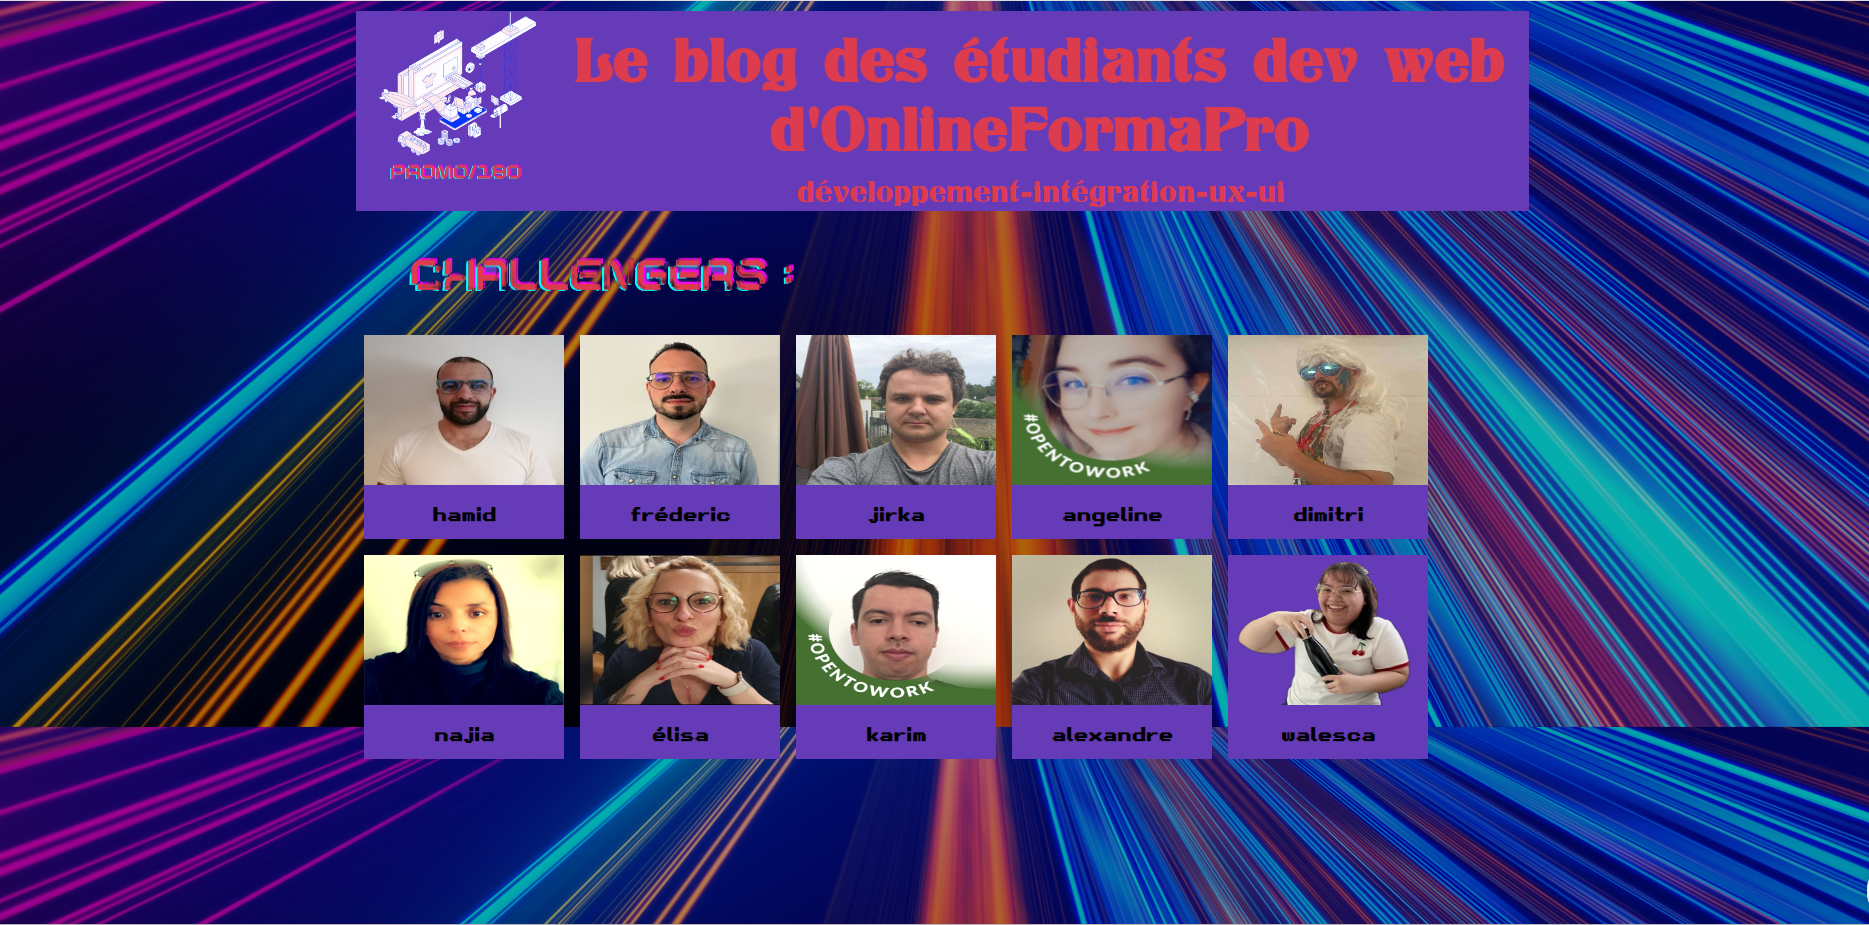 Le blog des étudiants dev web
d'OnlineFormaPro
développement-intégration-ux-ui
PROMO/180
CHALLENGERS :
#OPENTOWORK
hamid
fréderic
jirka
angeline
dimitri
#OPENTOWORK
najia
élisa
karim
alexandre
walesca